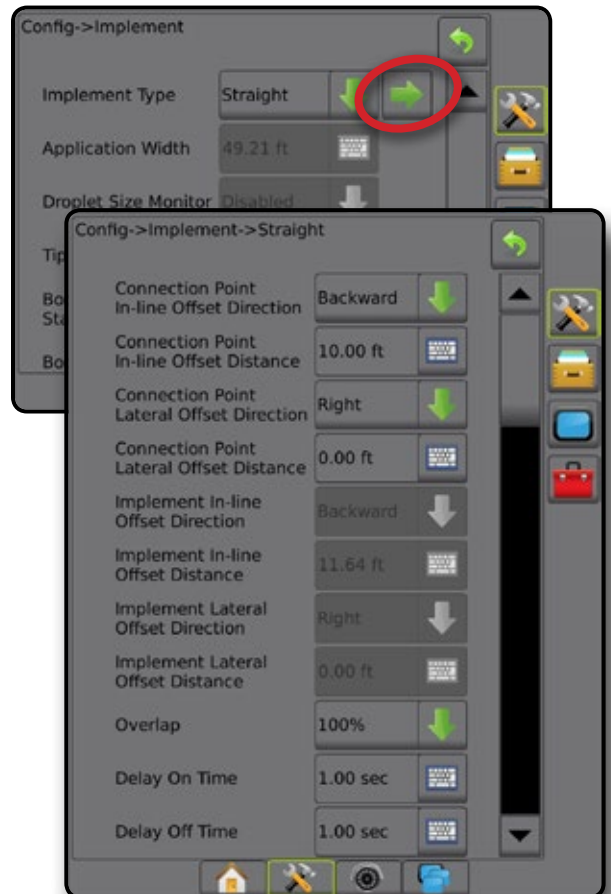 Config->Implement
Implement Type Straight
Application Width 49.21 ft
Droplet Size Monitor Disabled
Tip
Bo
Sta
Bo
Config->Implement->Straight
Connection Point
In-line Offset Direction Backward
Connection Point
In-line Offset Distance 10.00 ft
Connection Point
Lateral Offset Direction Right
Connection Point
Lateral Offset Distance 0.00 ft
Implement In-line
Offset Direction Backward
Implement In-line
Offset Distance 11.64 ft
Implement Lateral
Offset Direction Right
Implement Lateral
Offset Distance 0.00 ft
Overlap 100%
Delay On Time 1.00 sec
Delay Off Time 1.00 sec